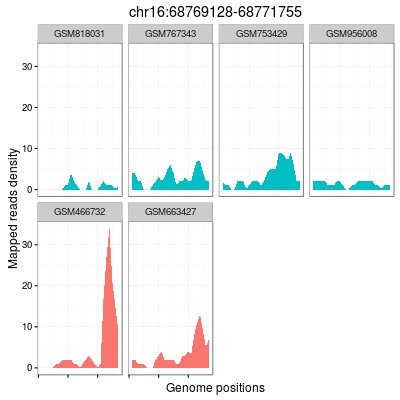 chr16:68769128-68771755
GSM818031 GSM767343 GSM753429 GSM956008
30
20
10
0
GSM466732 GSM663427
30
20
10
0
Mapped reads density
Genome positions